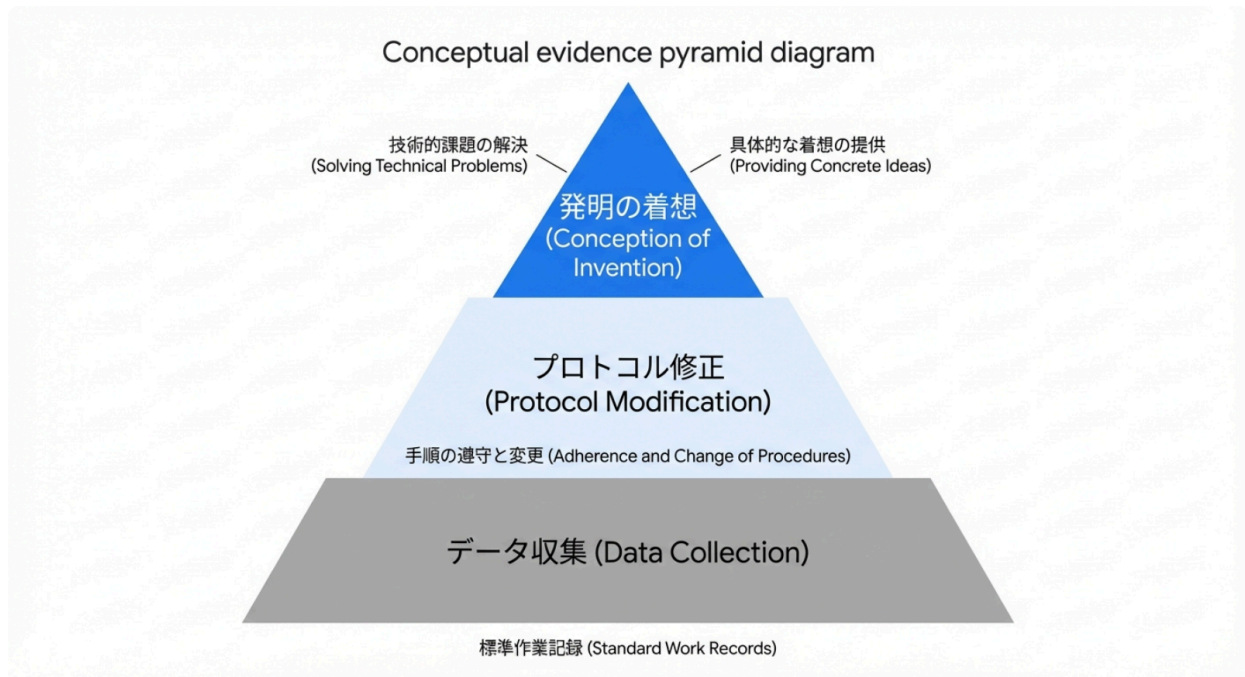 Conceptual evidence pyramid diagram
技術的課題の解決
(Solving Technical Problems)
具体的な着想の提供
(Providing Concrete Ideas)
発明の着想
(Conception of
Invention)
プロトコル修正
(Protocol Modification)
手順の遵守と変更 (Adherence and Change of Procedures)
データ収集 (Data Collection)
標準作業記録 (Standard Work Records)